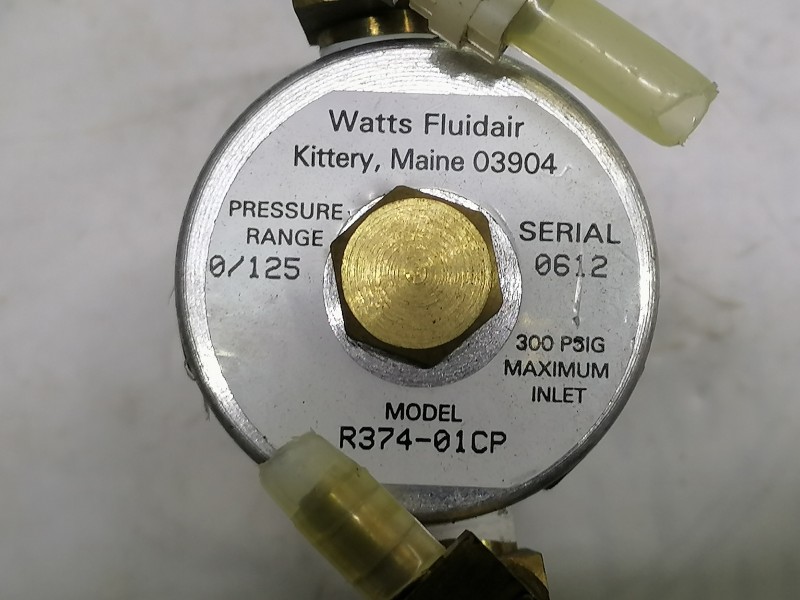 Watts Fluidair
Kittery, Maine 03904
PRESSURE
RANGE
0/125
SERIAL
0612
300 PSIG
MAXIMUM
INLET
MODEL
R374-01CP